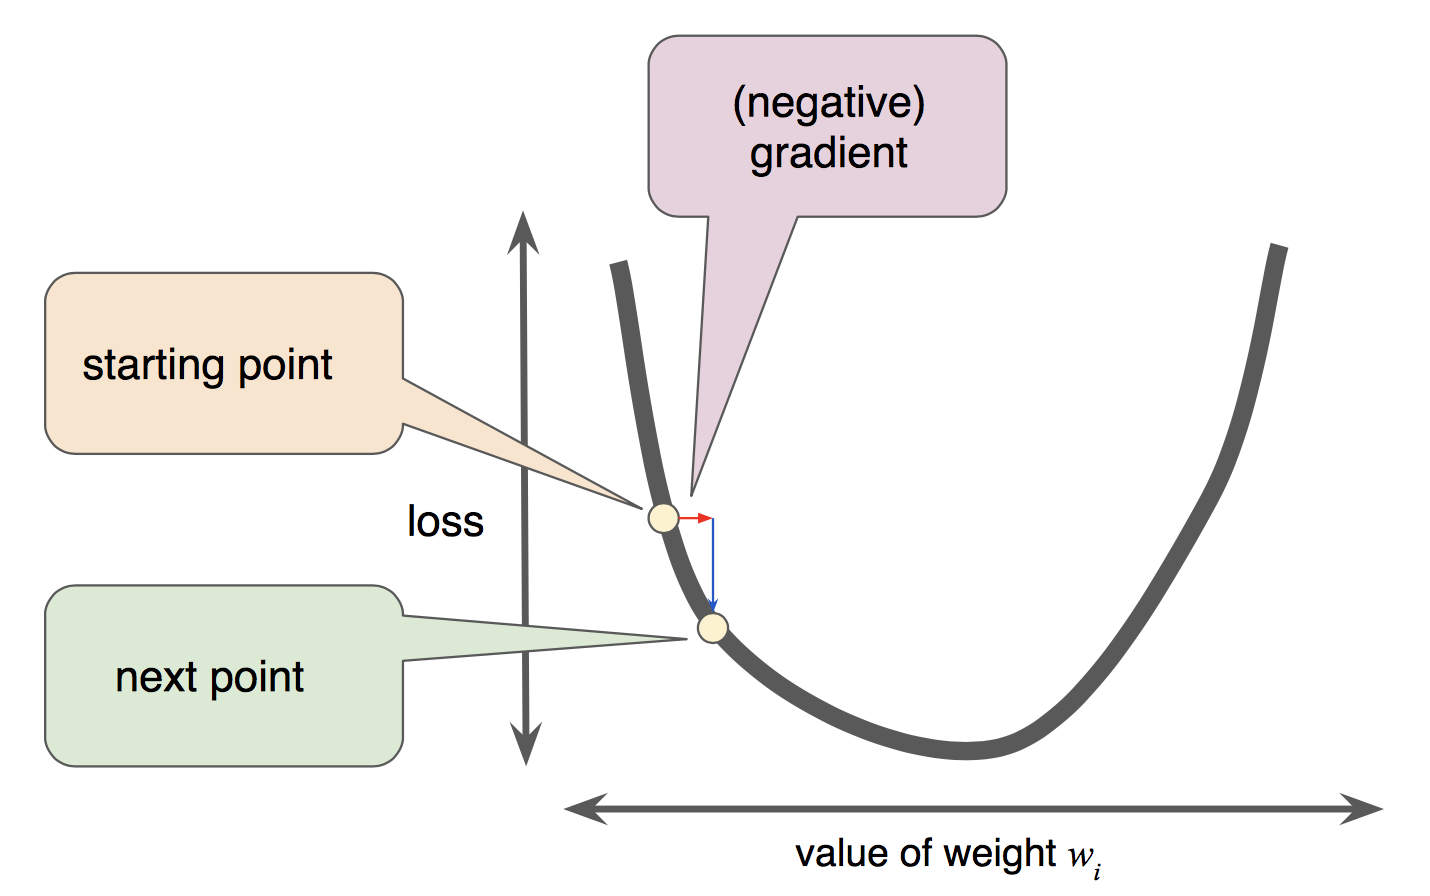 (negative)
gradient
starting point
loss
next point
value of weight wᵢ